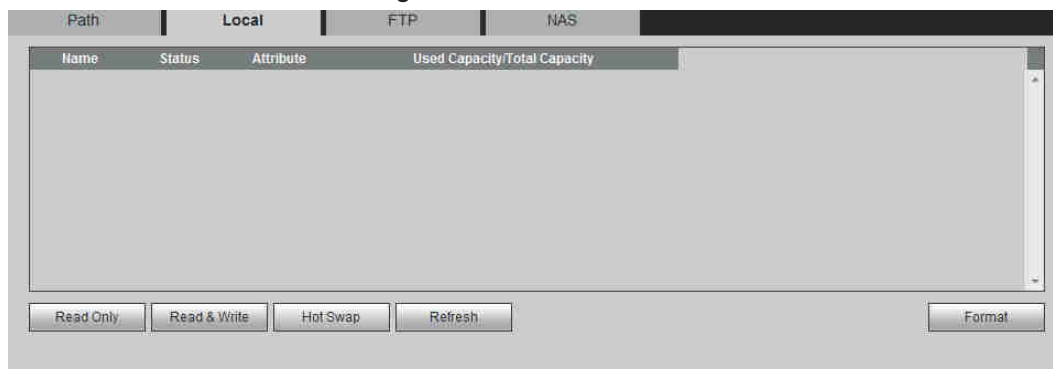 Path Local FTP NAS
Name Status Attribute Used Capacity/Total Capacity
Read Only Read & Write Hot Swap Refresh Format